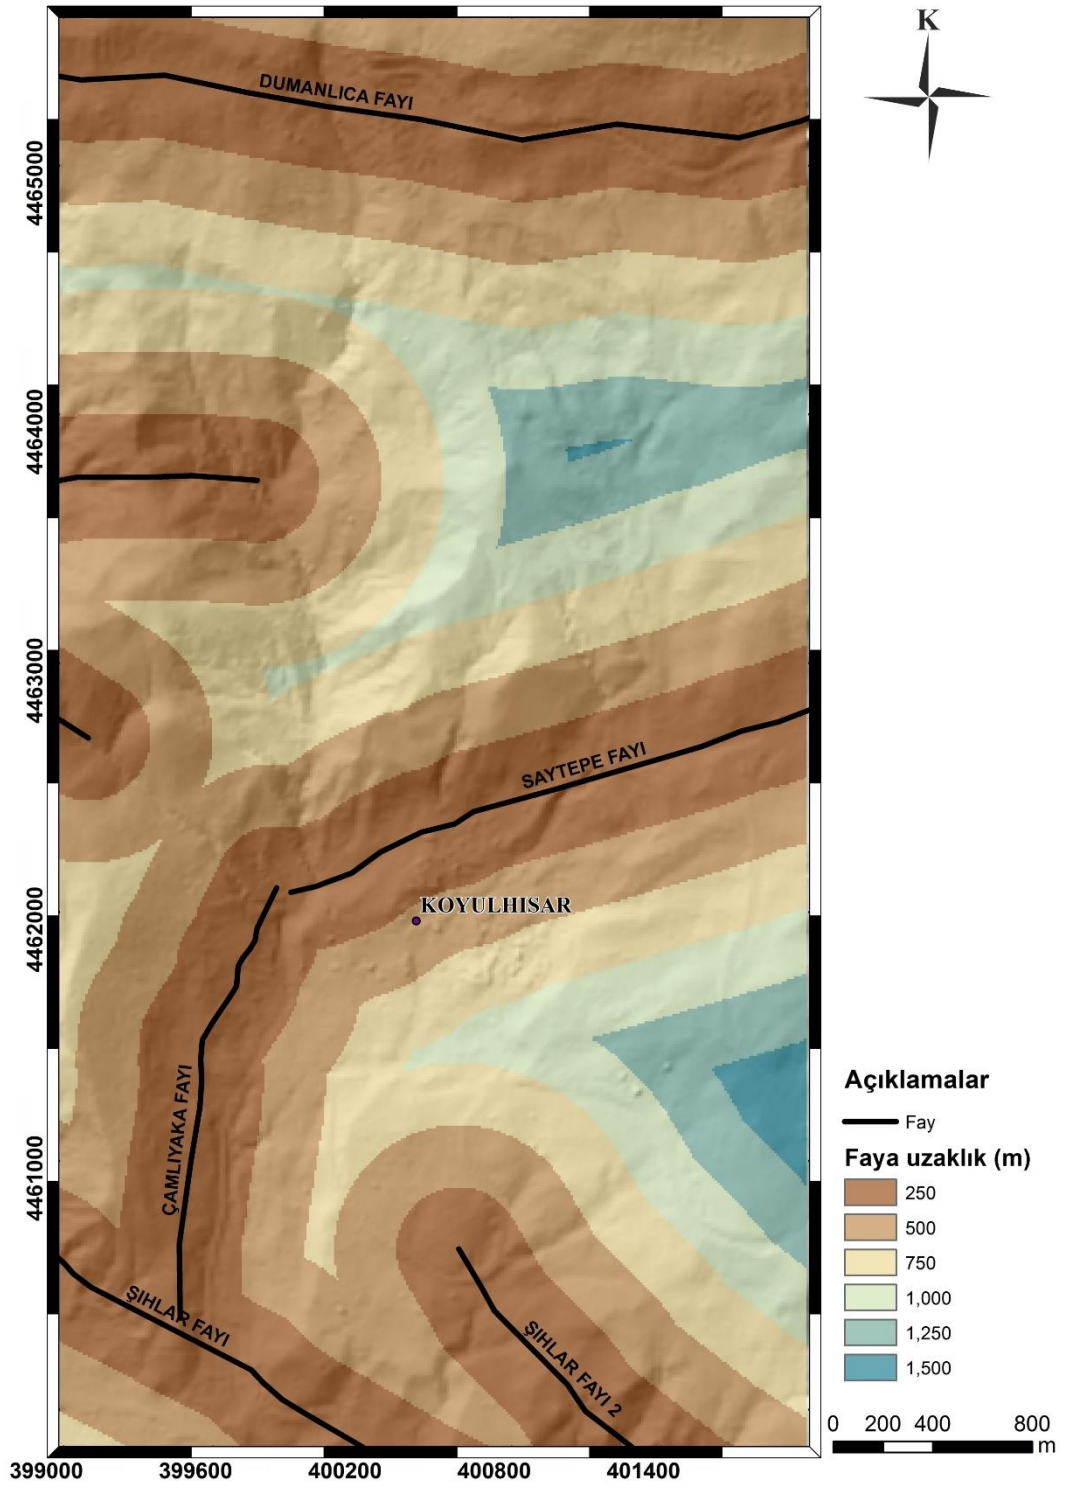 K
DUMANLICA FAYI
4465000
4464000
4463000
SAYTEPE FAYI
KOYULHISAR
4462000
ÇAMLIYAKA FAYI
4461000
ŞIHLAR FAYI
ŞIHLAR FAYI 2
399000 399600 400200 400800 401400
Açıklamalar
Fay
Faya uzaklık (m)
250
500
750
1,000
1,250
1,500
0 200 400 800
m